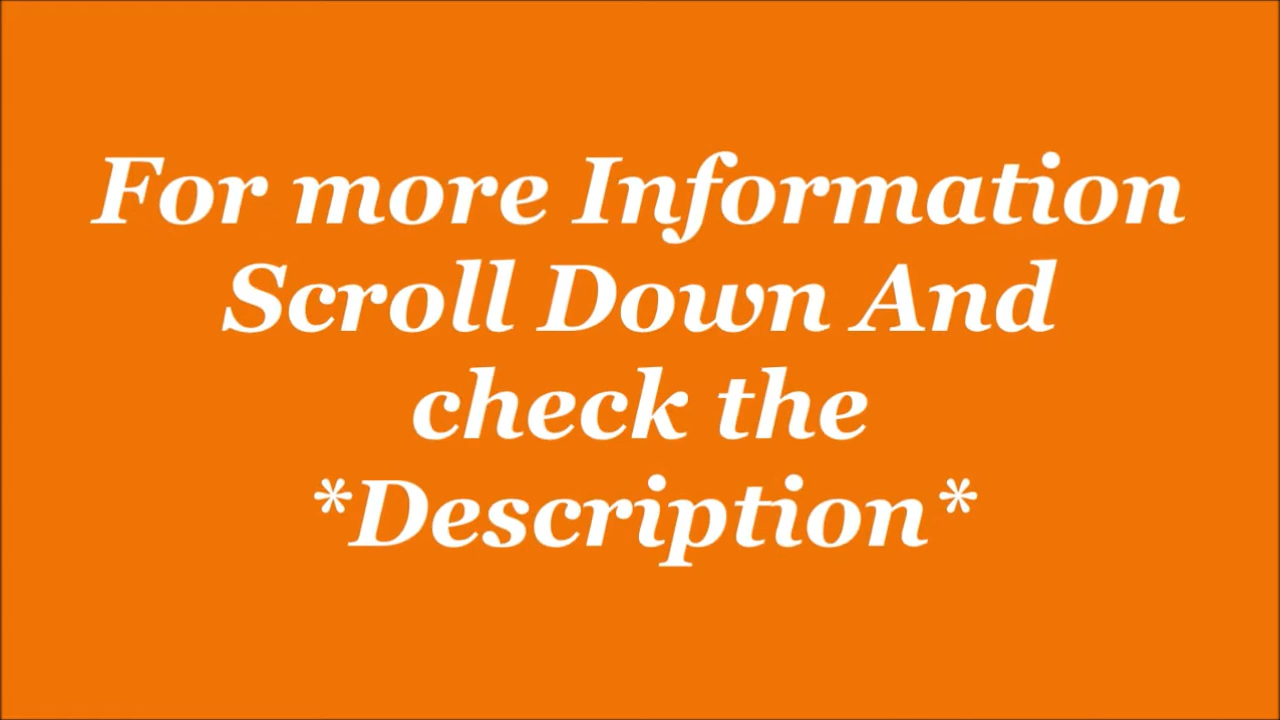 For more Information
Scroll Down And
check the
*Description*